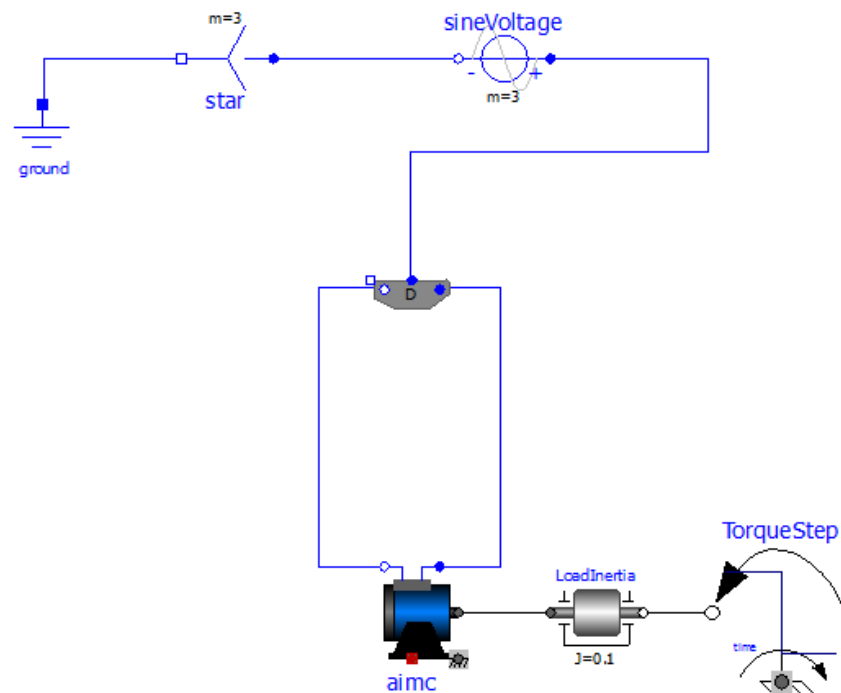 m=3
sineVoltage
- +
m=3
star
ground
D
TorqueStep
LoadInertia
time
J=0.1
aimc